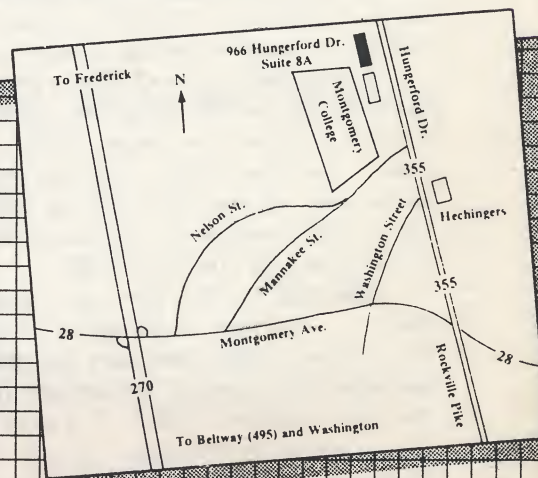 966 Hungerford Dr.
Suite 8A
To Frederick
N
Hungerford Dr.
Montgomery
College
355
Nelson St.
Mannakee St.
Washington Street
Hechingers
355
28
Montgomery Ave.
28
270
Rockville Pike
To Beltway (495) and Washington